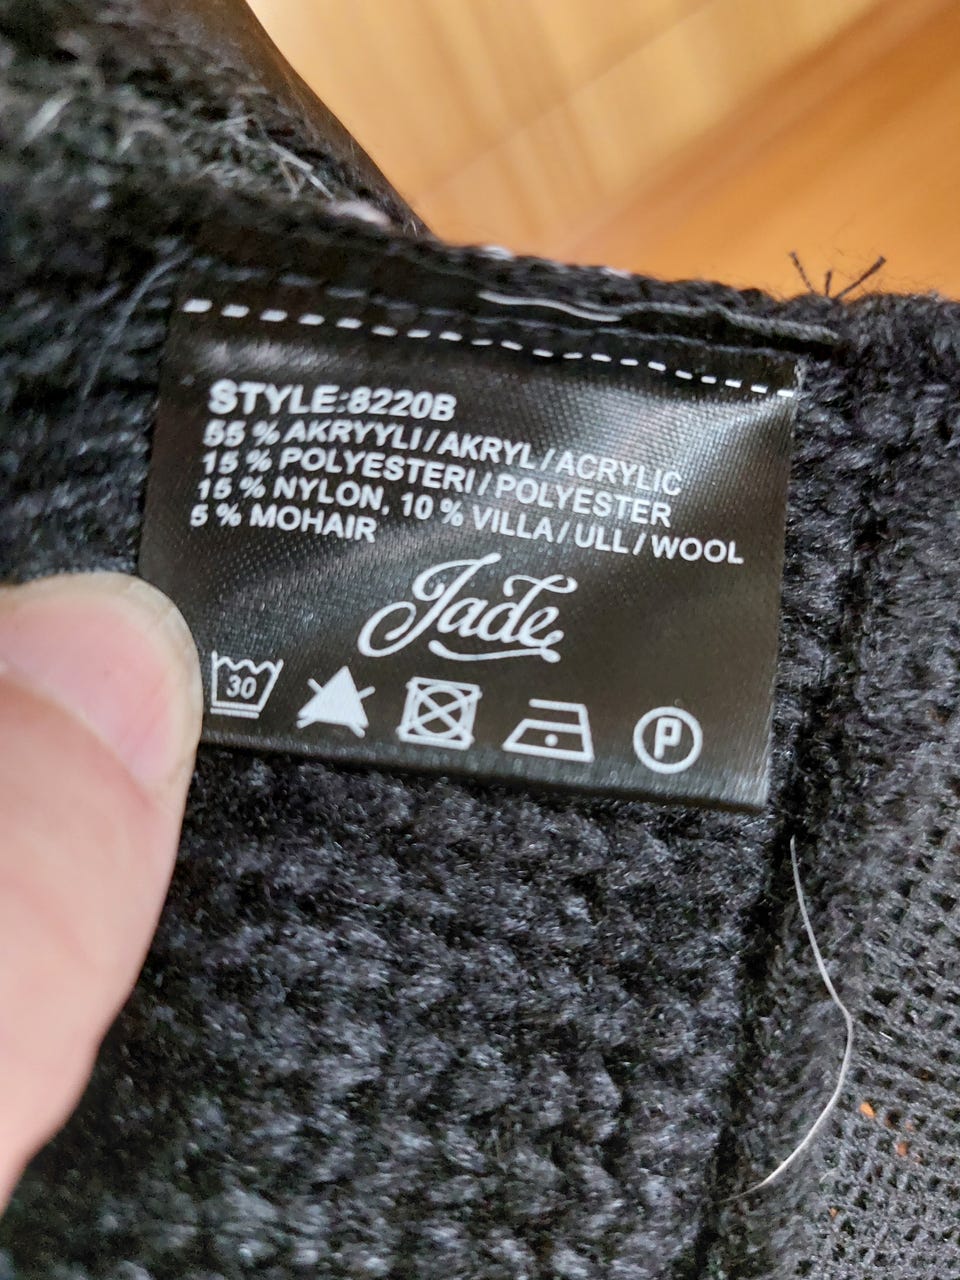 STYLE:8220B
55 % AKRYYLI / AKRYL / ACRYLIC
15 % POLYESTERI / POLYESTER
15 % NYLON, 10 % VILLA / ULL / WOOL
5 % MOHAIR
Jade
30
P